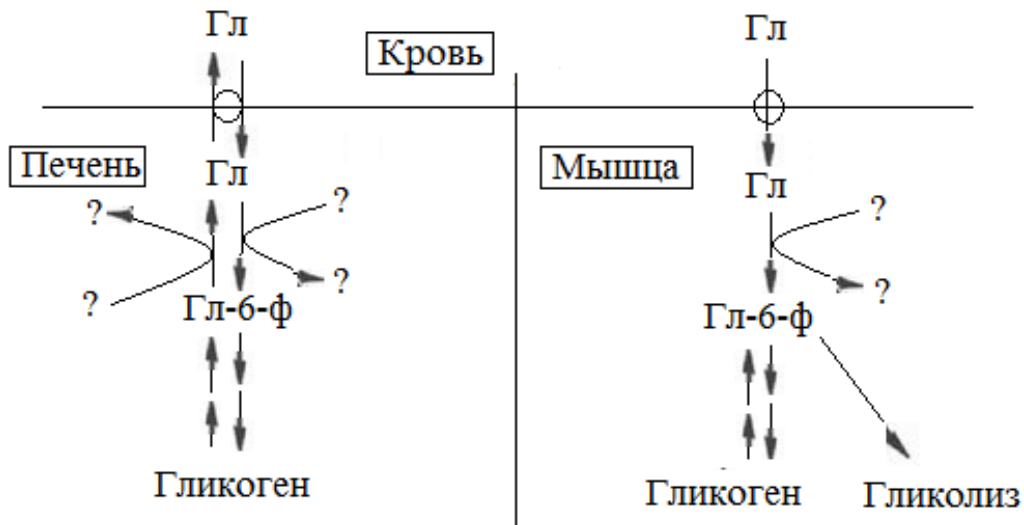 Гл
Кровь
Гл
Печень
Гл
Мышца
Гл
?
?
?
?
?
?
Гл-6-ф
Гл-6-ф
Гликоген
Гликоген
Гликолиз